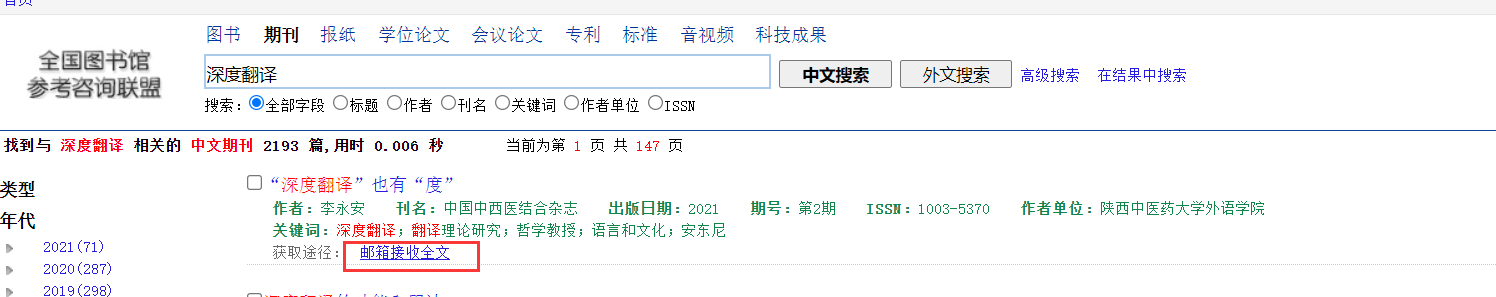 首页
图书 期刊 报纸 学位论文 会议论文 专利 标准 音视频 科技成果
全国图书馆
参考咨询联盟
深度翻译 中文搜索 外文搜索 高级搜索 在结果中搜索
搜索: 全部字段 标题 作者 刊名 关键词 作者单位 ISSN
找到与 深度翻译 相关的 中文期刊 2193 篇,用时 0.006 秒 当前为第 1 页 共 147 页
类型
年代
2021(71)
2020(287)
2019(298)
“深度翻译”也有“度”
作者：李永安 刊名：中国中西医结合杂志 出版日期：2021 期号：第2期 ISSN：1003-5370 作者单位：陕西中医药大学外语学院
关键词：深度翻译；翻译理论研究；哲学教授；语言和文化；安东尼
获取途径： 邮箱接收全文